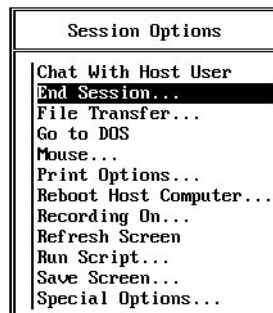 Session Options
Chat With Host User
End Session...
File Transfer...
Go to DOS
Mouse...
Print Options...
Reboot Host Computer...
Recording On...
Refresh Screen
Run Script...
Save Screen...
Special Options...